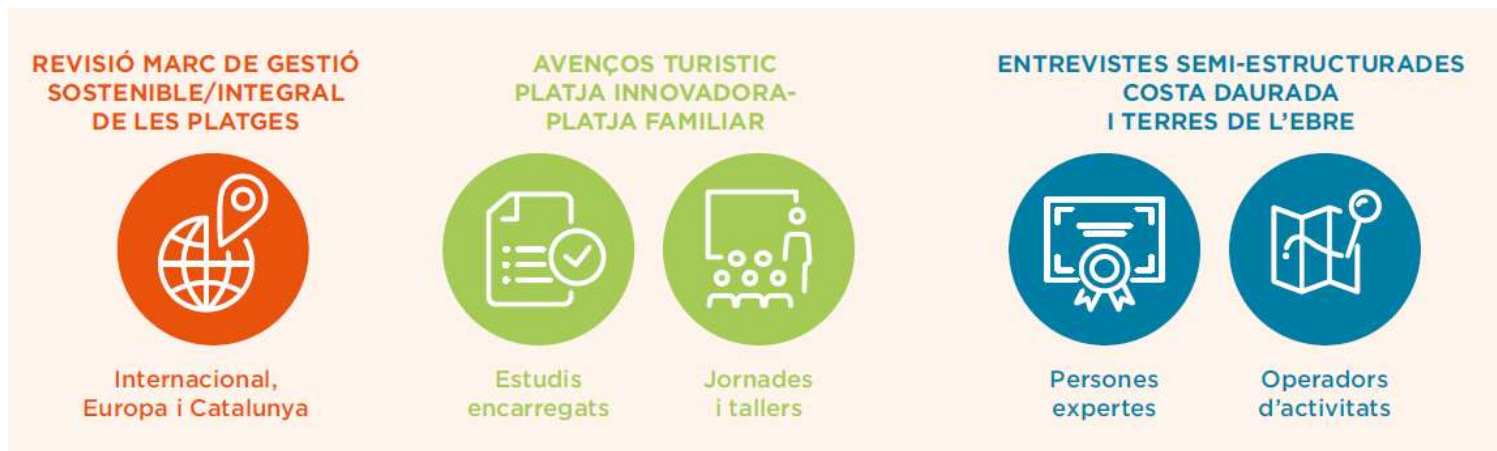 REVISIÓ MARC DE GESTIÓ
SOSTENIBLE/INTEGRAL
DE LES PLATGES
Internacional,
Europa i Catalunya
AVENÇOS TURISTIC
PLATJA INNOVADORA-
PLATJA FAMILIAR
Estudis
encarregats
Jornades
i tallers
ENTREVISTES SEMI-ESTRUCTURADES
COSTA DAURADA
I TERRES DE L'EBRE
Persones
expertes
Operadors
d'activitats